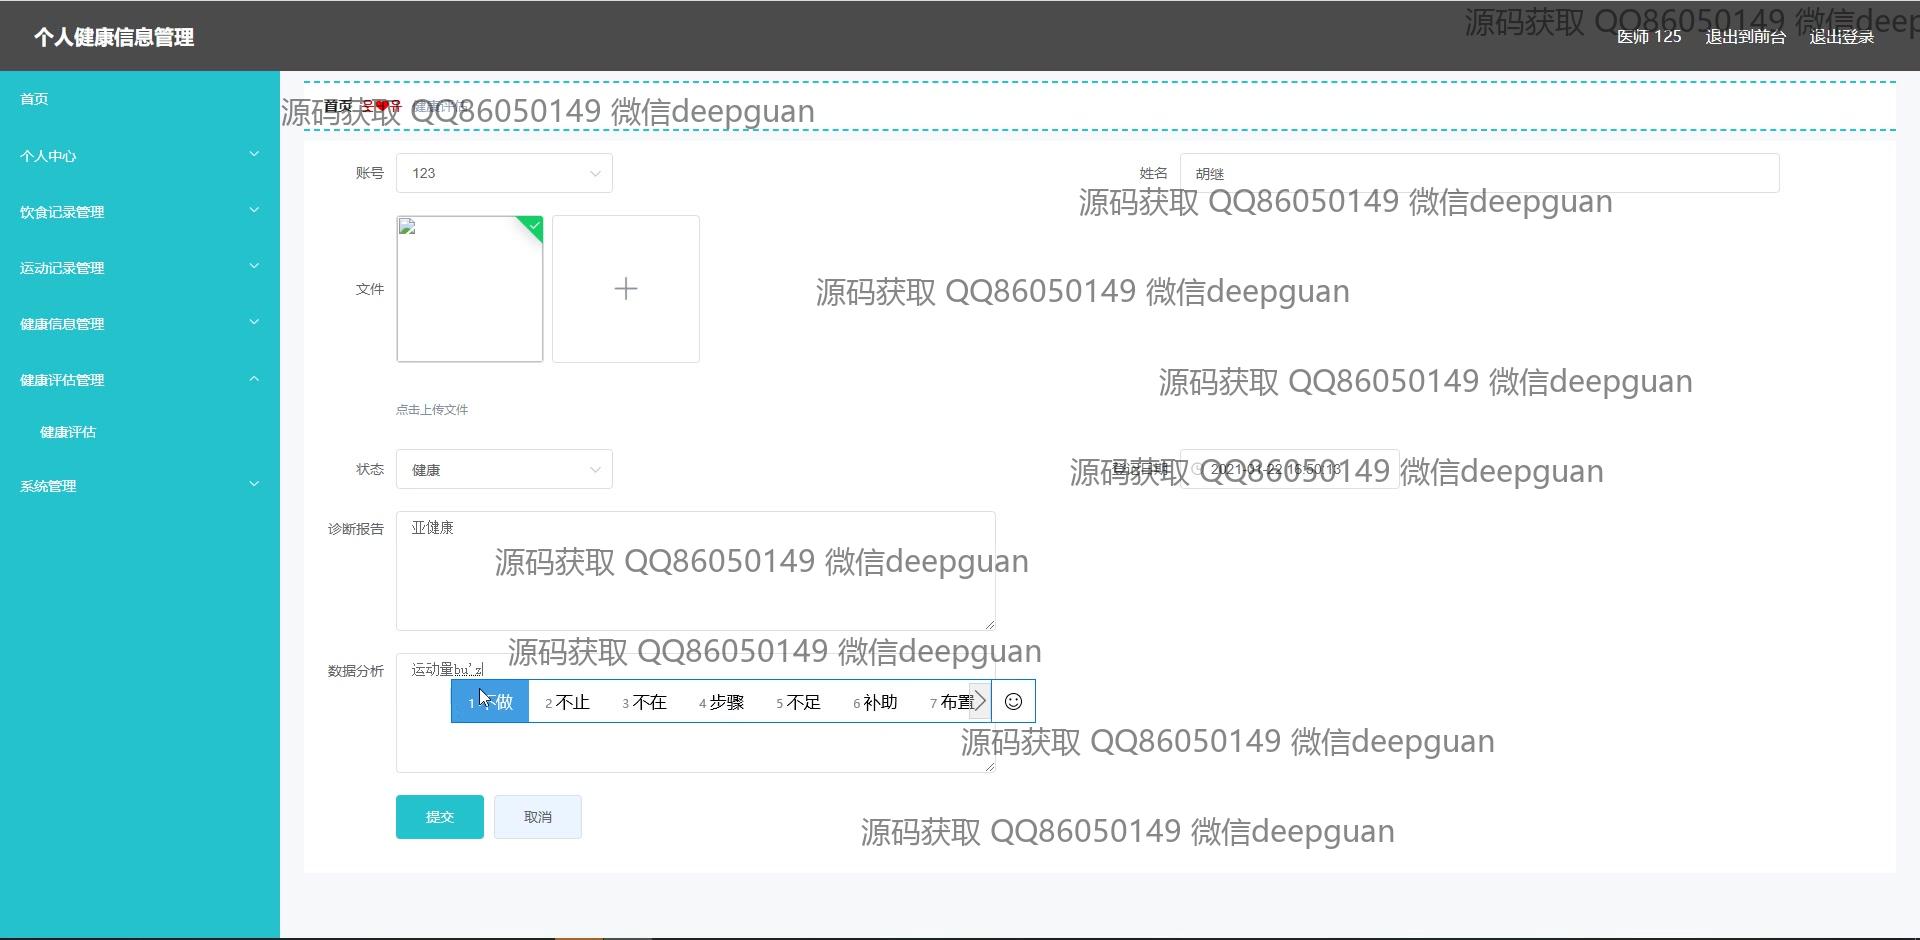 个人健康信息管理
源码获取 QQ86050149 微信deep
医师 125 退出到前台 退出登录
首页
个人中心
饮食记录管理
运动记录管理
健康信息管理
健康评估管理
健康评估
系统管理
首页 健康评估
源码获取 QQ86050149 微信deepguan
账号 123
姓名 胡继
源码获取 QQ86050149 微信deepguan
文件
源码获取 QQ86050149 微信deepguan
源码获取 QQ86050149 微信deepguan
点击上传文件
状态 健康
登记日期 2021-01-22 16:50:13
源码获取 QQ86050149 微信deepguan
诊断报告 亚健康
源码获取 QQ86050149 微信deepguan
源码获取 QQ86050149 微信deepguan
数据分析 运动量bu'z
1 不做 2 不止 3 不在 4 步骤 5 不足 6 补助 7 布置
源码获取 QQ86050149 微信deepguan
提交 取消
源码获取 QQ86050149 微信deepguan